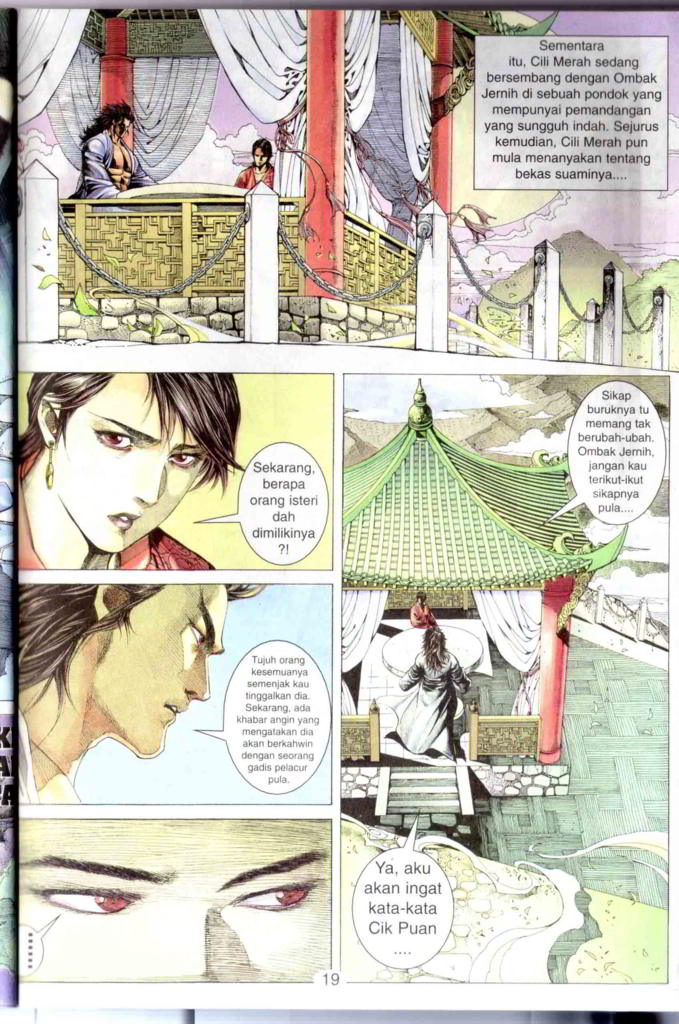 Sementara
itu, Cili Merah sedang
bersembang dengan Ombak
Jernih di sebuah pondok yang
mempunyai pemandangan
yang sungguh indah. Sejurus
kemudian, Cili Merah pun
mula menanyakan tentang
bekas suaminya....
Sekarang,
berapa
orang isteri
dah
dimilikinya
?!
Tujuh orang
kesemuanya
semenjak kau
tinggalkan dia.
Sekarang, ada
khabar angin yang
mengatakan dia
akan berkahwin
dengan seorang
gadis pelacur
pula.
......
Sikap
buruknya tu
memang tak
berubah-ubah.
Ombak Jernih,
jangan kau
terikut-ikut
sikapnya
pula....
Ya, aku
akan ingat
kata-kata
Cik Puan
....
19